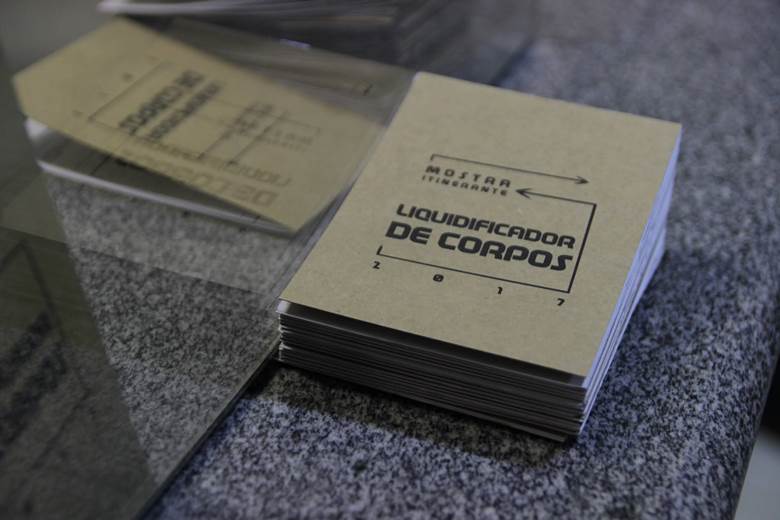 MOSTRA
ITINERANTE
LIQUIDIFICADOR
DE CORPOS
2 0 1 7